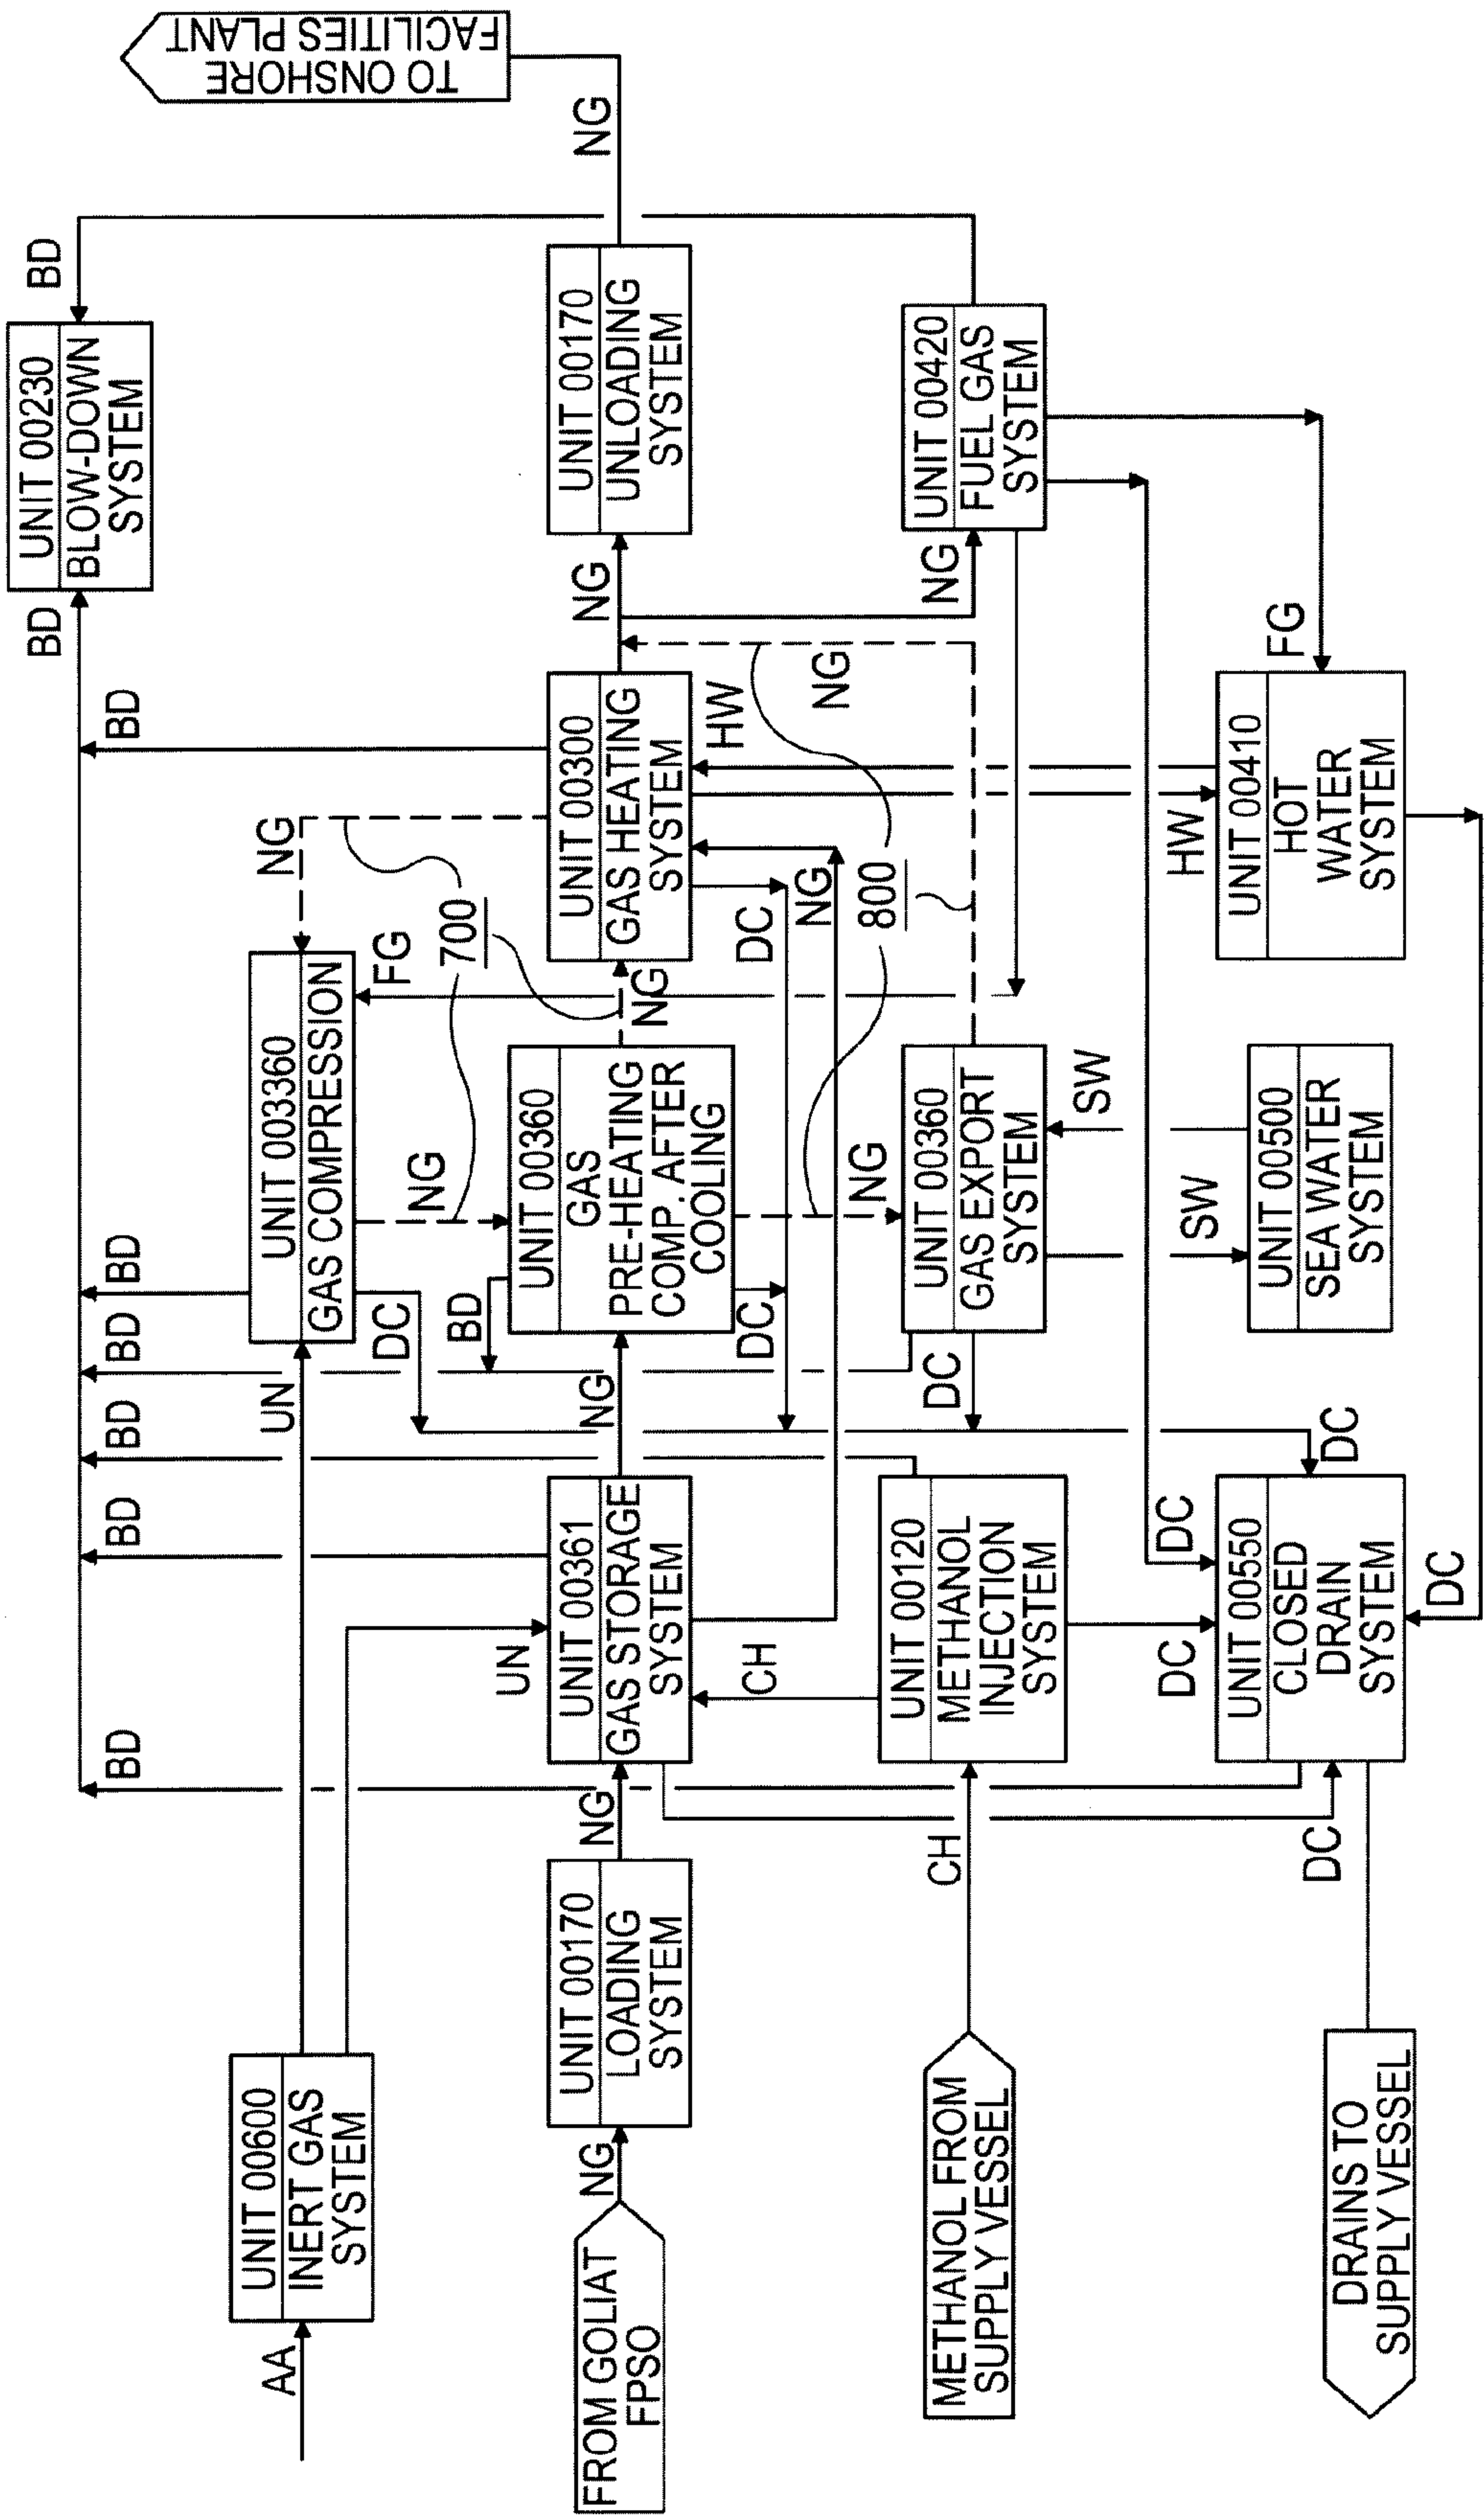 TO ONSHORE
FACILITIES PLANT
BD
UNIT 00230
BLOW-DOWN
SYSTEM
BD
BD
BD
BD
BD
BD
BD
NG
UNIT 00170
UNLOADING
SYSTEM
NG
UNIT 00420
FUEL GAS
SYSTEM
NG
NG
UNIT 00300
GAS HEATING
SYSTEM
HW
NG
FG
UNIT 00410
HOT
WATER
SYSTEM
HW
700
800
NG
DC
NG
FG
UNIT 003360
GAS COMPRESSION
NG
UNIT 00360
GAS
PRE-HEATING
COMP. AFTER
COOLING
NG
BD
DC
DC
NG
UNIT 00360
GAS EXPORT
SYSTEM
DC
SW
SW
UNIT 00500
SEA WATER
SYSTEM
UN
UN
UNIT 00361
GAS STORAGE
SYSTEM
NG
CH
UNIT 00120
METHANOL
INJECTION
SYSTEM
DC
DC
DC
DC
UNIT 00550
CLOSED
DRAIN
SYSTEM
DC
NG
UNIT 00170
LOADING
SYSTEM
NG
CH
UNIT 00600
INERT GAS
SYSTEM
AA
FROM GOLIAT
FPSO
METHANOL FROM
SUPPLY VESSEL
DRAINS TO
SUPPLY VESSEL